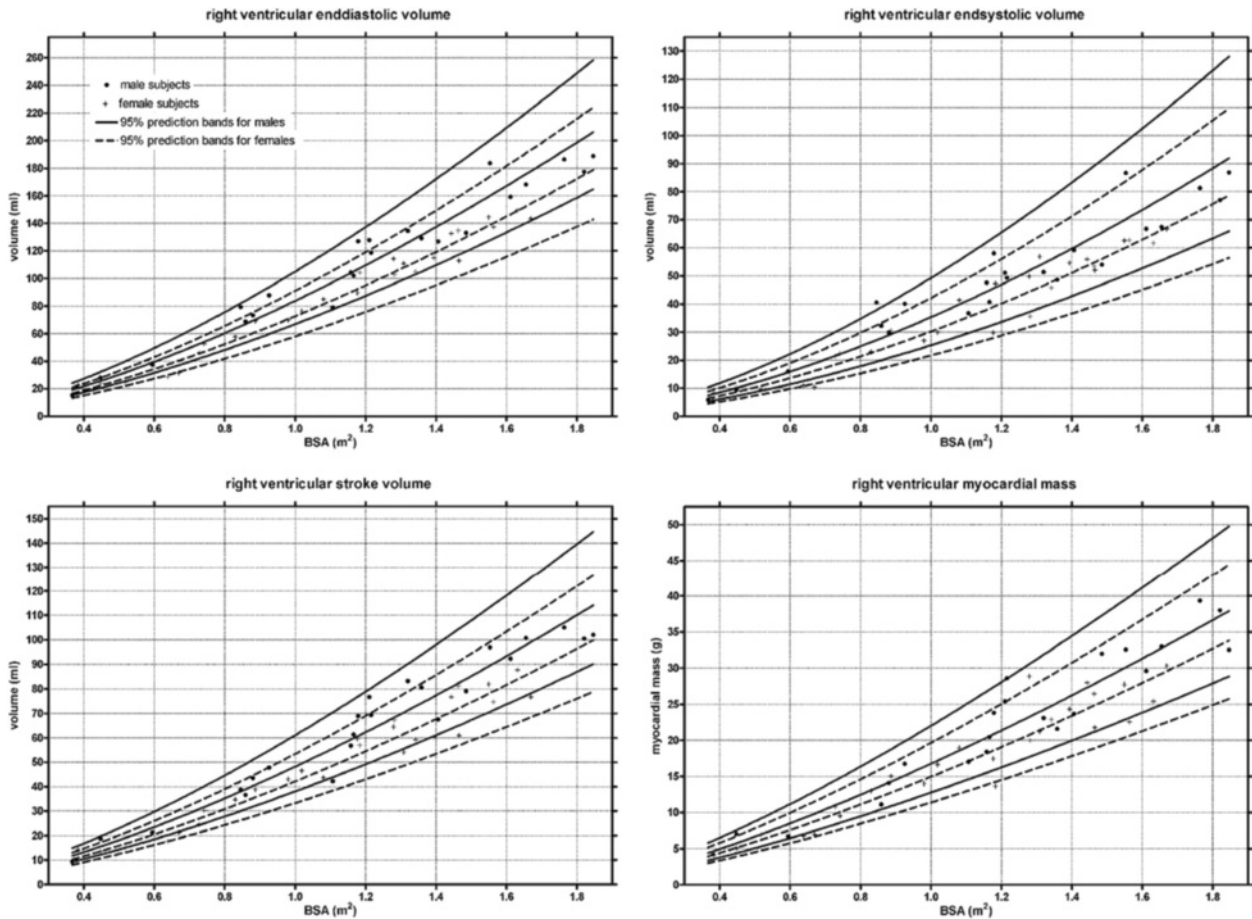 right ventricular enddiastolic volume
260
240
220
200
180
160
140
120
100
80
60
40
20
0
volume (ml)
male subjects
female subjects
95% prediction bands for males
95% prediction bands for females
0.4 0.6 0.8 1.0 1.2 1.4 1.6 1.8
BSA (m²)
right ventricular endsystolic volume
130
120
110
100
90
80
70
60
50
40
30
20
10
0
volume (ml)
0.4 0.6 0.8 1.0 1.2 1.4 1.6 1.8
BSA (m²)
right ventricular stroke volume
150
140
130
120
110
100
90
80
70
60
50
40
30
20
10
0
volume (ml)
0.4 0.6 0.8 1.0 1.2 1.4 1.6 1.8
BSA (m²)
right ventricular myocardial mass
50
45
40
35
30
25
20
15
10
5
0
myocardial mass (g)
0.4 0.6 0.8 1.0 1.2 1.4 1.6 1.8
BSA (m²)